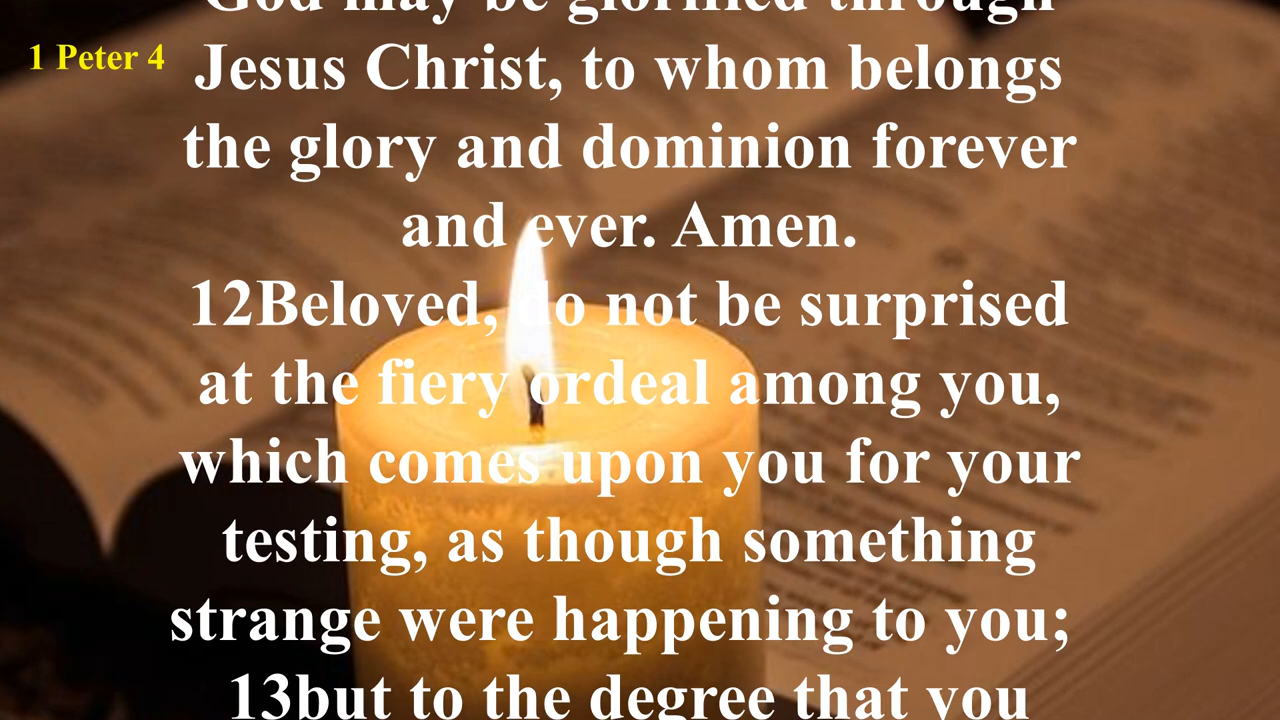 God may be glorified through
1 Peter 4
Jesus Christ, to whom belongs
the glory and dominion forever
and ever. Amen.
12Beloved, do not be surprised
at the fiery ordeal among you,
which comes upon you for your
testing, as though something
strange were happening to you;
13but to the degree that you